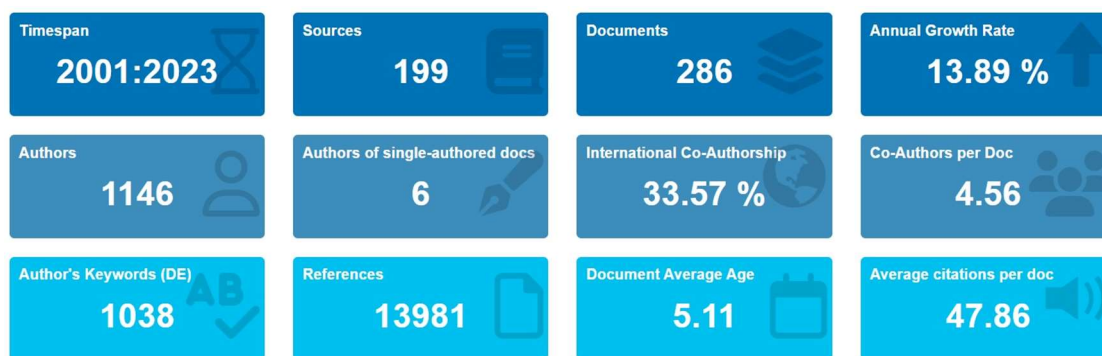 Timespan
2001:2023
Sources
199
Documents
286
Annual Growth Rate
13.89 %
Authors
1146
Authors of single-authored docs
6
International Co-Authorship
33.57 %
Co-Authors per Doc
4.56
Author's Keywords (DE)
AB
1038
References
13981
Document Average Age
5.11
Average citations per doc
47.86